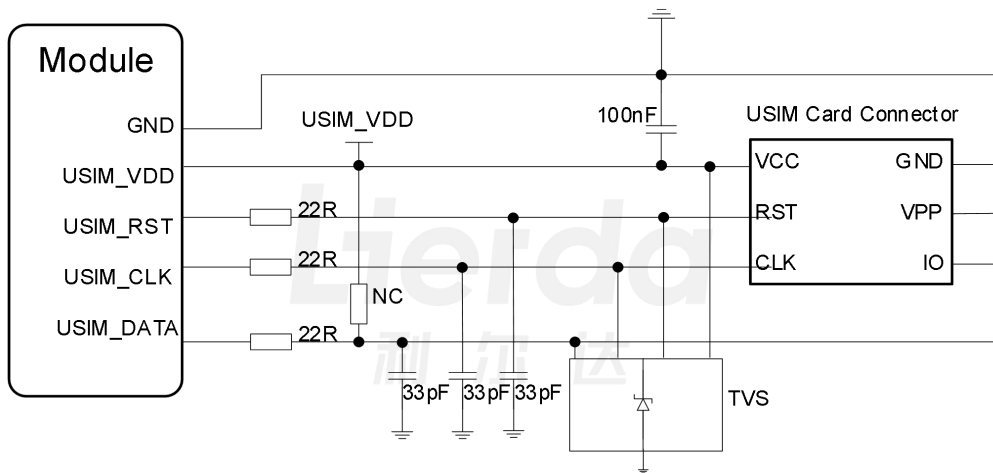 Module
GND
USIM_VDD
USIM_RST
USIM_CLK
USIM_DATA
USIM_VDD
100nF
USIM Card Connector
VCC
GND
RST
VPP
CLK
IO
22R
22R
NC
22R
33pF
33pF
33pF
TVS
Lierda
利尔达